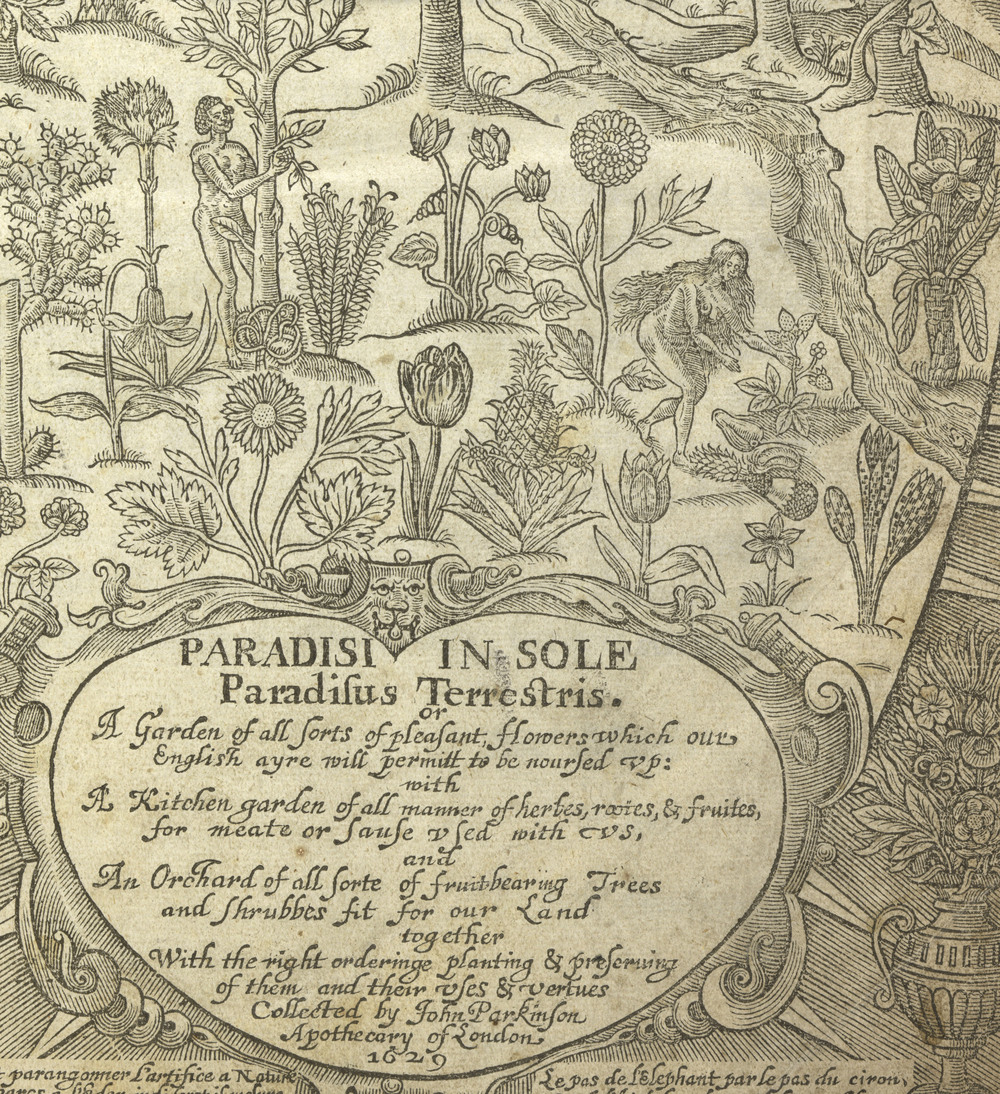 PARADISI IN SOLE
Paradiſus Terrestris.
or
A Garden of all ſorts of pleaſant flowers which our
Engliſh ayre will permitt to be nourſed vp:
with
A Kitchen garden of all manner of herbes, rootes, & fruites,
for meate or ſauſe vſed with vs,
and
An Orchard of all ſorte of fruitbearing Trees
and ſhrubbes fit for our Land
together
With the right orderinge planting & preſeruing
of them and their vſes & vertues
Collected by John Parkinſon
Apothecary of London
1629
parangonner l'artifice a Nature
Le pas de l'elephant par le pas du ciron,